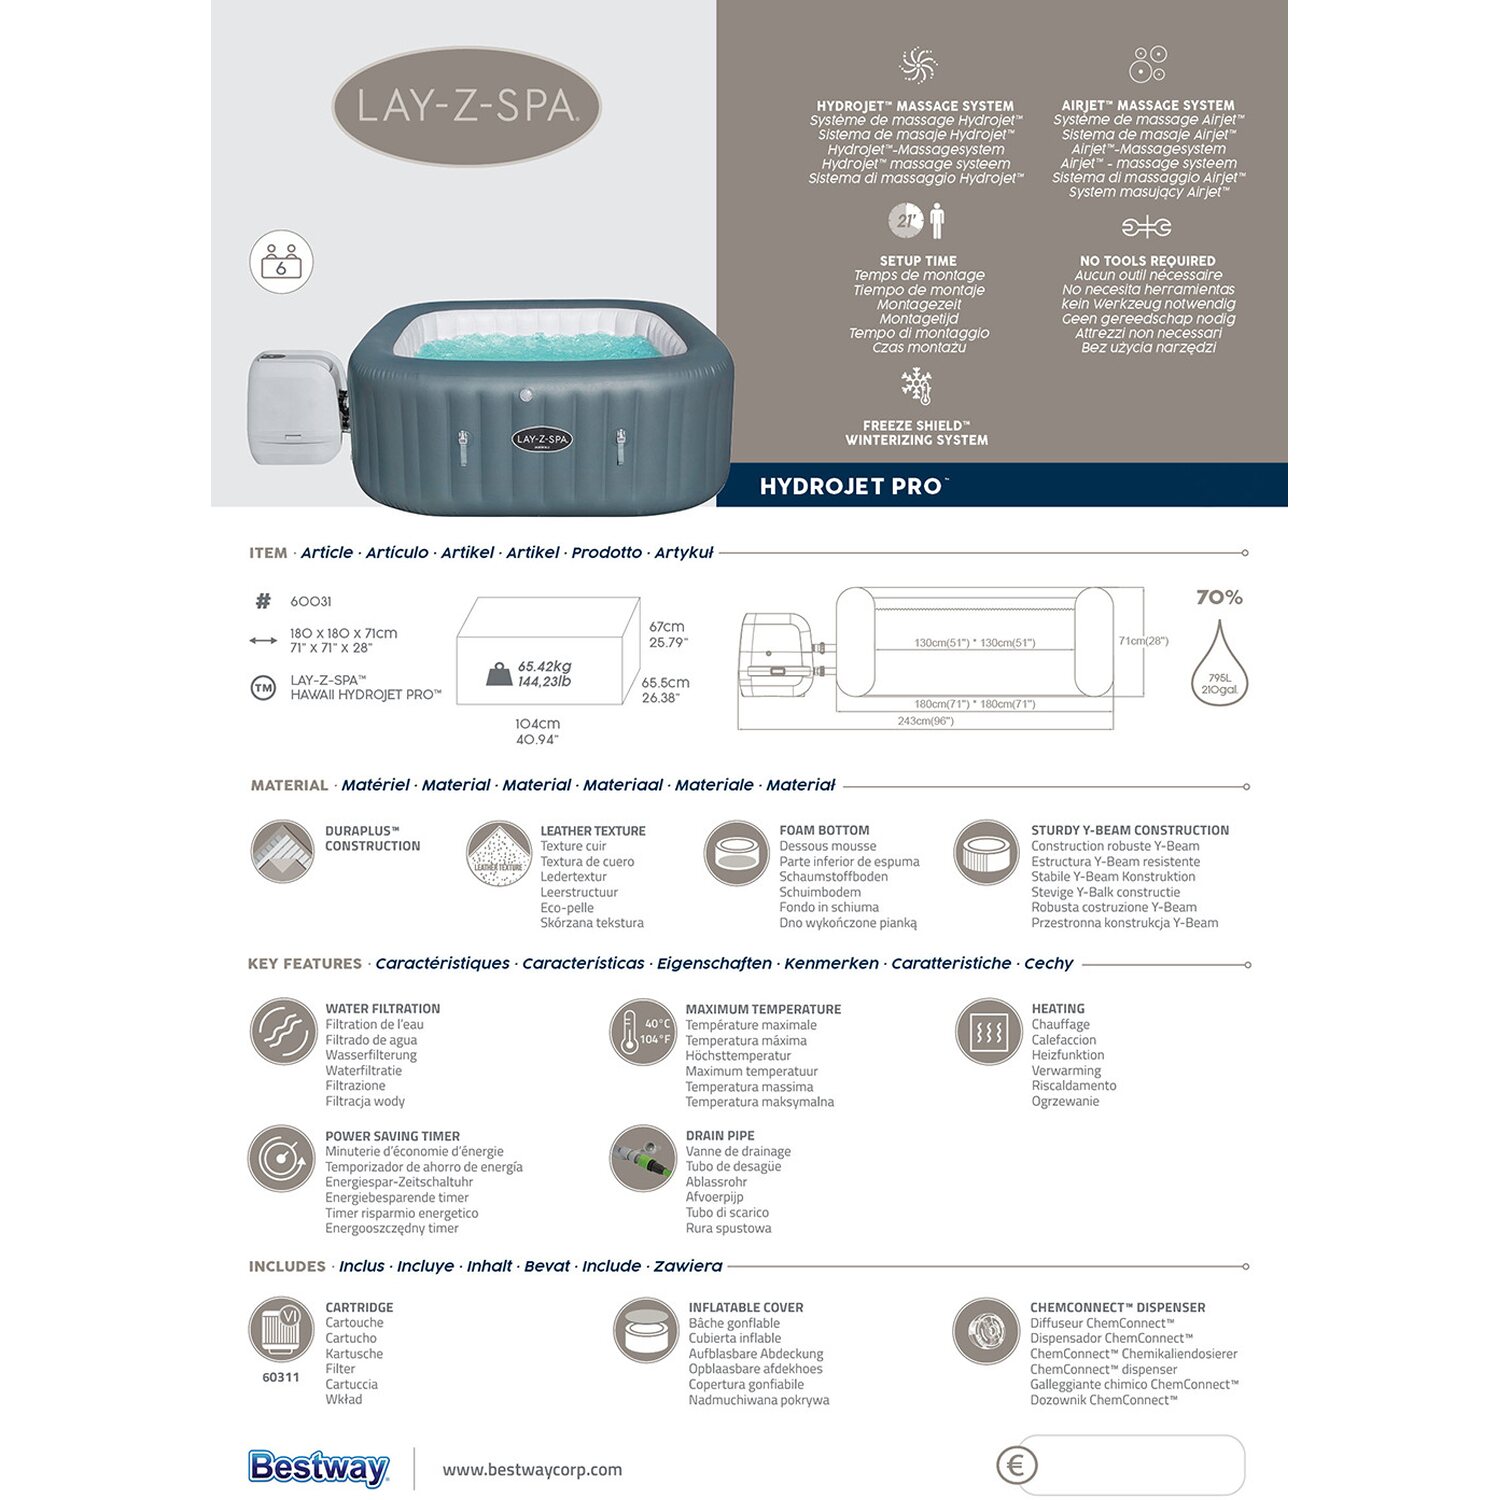 LAY-Z-SPA®
6
LAY-Z-SPA
HYDROJET™ MASSAGE SYSTEM
Système de massage Hydrojet™
Sistema de masaje Hydrojet™
Hydrojet™-Massagesystem
Hydrojet™ massage systeem
Sistema di massaggio Hydrojet™
AIRJET™ MASSAGE SYSTEM
Système de massage Airjet™
Sistema de masaje Airjet™
Airjet™-Massagesystem
Airjet™ - massage systeem
Sistema di massaggio Airjet™
System masujący Airjet™
21'
SETUP TIME
Temps de montage
Tiempo de montaje
Montagezeit
Montagetijd
Tempo di montaggio
Czas montażu
NO TOOLS REQUIRED
Aucun outil nécessaire
No necesita herramientas
kein Werkzeug notwendig
Geen gereedschap nodig
Attrezzi non necessari
Bez użycia narzędzi
FREEZE SHIELD™
WINTERIZING SYSTEM
HYDROJET PRO™
ITEM · Article · Artículo · Artikel · Artikel · Prodotto · Artykuł
# 60031
180 x 180 x 71cm
71" x 71" x 28"
TM
LAY-Z-SPA™
HAWAII HYDROJET PRO™
65.42kg
144,23lb
67cm
25.79"
65.5cm
26.38"
104cm
40.94"
130cm(51") * 130cm(51")
71cm(28")
180cm(71") * 180cm(71")
243cm(96")
70%
795L
210gal.
MATERIAL · Matériel · Material · Material · Materiaal · Materiale · Materiał
DURAPLUS™
CONSTRUCTION
LEATHER TEXTURE
LEATHER TEXTURE
Texture cuir
Textura de cuero
Ledertextur
Leerstructuur
Eco-pelle
Skórzana tekstura
FOAM BOTTOM
Dessous mousse
Parte inferior de espuma
Schaumstoffboden
Schuimbodem
Fondo in schiuma
Dno wykończone pianką
STURDY Y-BEAM CONSTRUCTION
Construction robuste Y-Beam
Estructura Y-Beam resistente
Stabile Y-Beam Konstruktion
Stevige Y-Balk constructie
Robusta costruzione Y-Beam
Przestronna konstrukcja Y-Beam
KEY FEATURES · Caractéristiques · Características · Eigenschaften · Kenmerken · Caratteristiche · Cechy
WATER FILTRATION
Filtration de l'eau
Filtrado de agua
Wasserfilterung
Waterfiltratie
Filtrazione
Filtracja wody
40°C
104°F
MAXIMUM TEMPERATURE
Température maximale
Temperatura máxima
Höchsttemperatur
Maximum temperatuur
Temperatura massima
Temperatura maksymalna
HEATING
Chauffage
Calefaccion
Heizfunktion
Verwarming
Riscaldamento
Ogrzewanie
POWER SAVING TIMER
Minuterie d'économie d'énergie
Temporizador de ahorro de energía
Energiespar-Zeitschaltuhr
Energiebesparende timer
Timer risparmio energetico
Energooszczędny timer
DRAIN PIPE
Vanne de drainage
Tubo de desagüe
Ablassrohr
Afvoerpijp
Tubo di scarico
Rura spustowa
INCLUDES · Inclus · Incluye · Inhalt · Bevat · Include · Zawiera
VI
60311
CARTRIDGE
Cartouche
Cartucho
Kartusche
Filter
Cartuccia
Wkład
INFLATABLE COVER
Bâche gonflable
Cubierta inflable
Aufblasbare Abdeckung
Opblaasbare afdekhoes
Copertura gonfiabile
Nadmuchiwana pokrywa
CHEMCONNECT™ DISPENSER
Diffuseur ChemConnect™
Dispensador ChemConnect™
ChemConnect™ Chemikaliendosierer
ChemConnect™ dispenser
Galleggiante chimico ChemConnect™
Dozownik ChemConnect™
Bestway
www.bestwaycorp.com
€